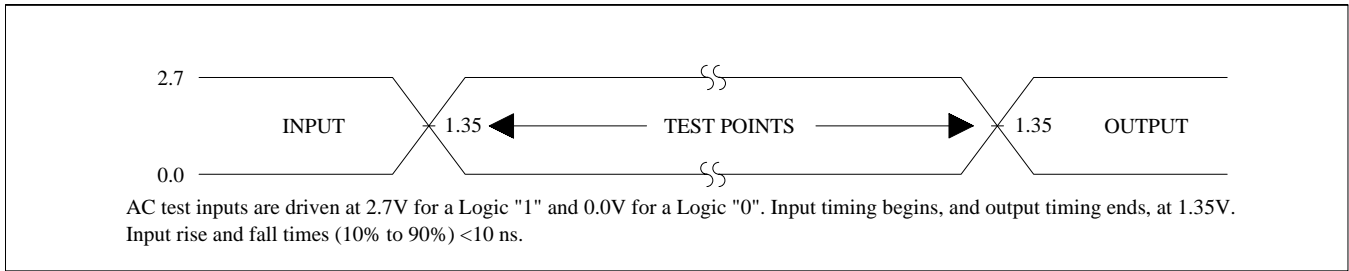 2.7
INPUT 1.35 TEST POINTS 1.35 OUTPUT
0.0
AC test inputs are driven at 2.7V for a Logic "1" and 0.0V for a Logic "0". Input timing begins, and output timing ends, at 1.35V.
Input rise and fall times (10% to 90%) <10 ns.